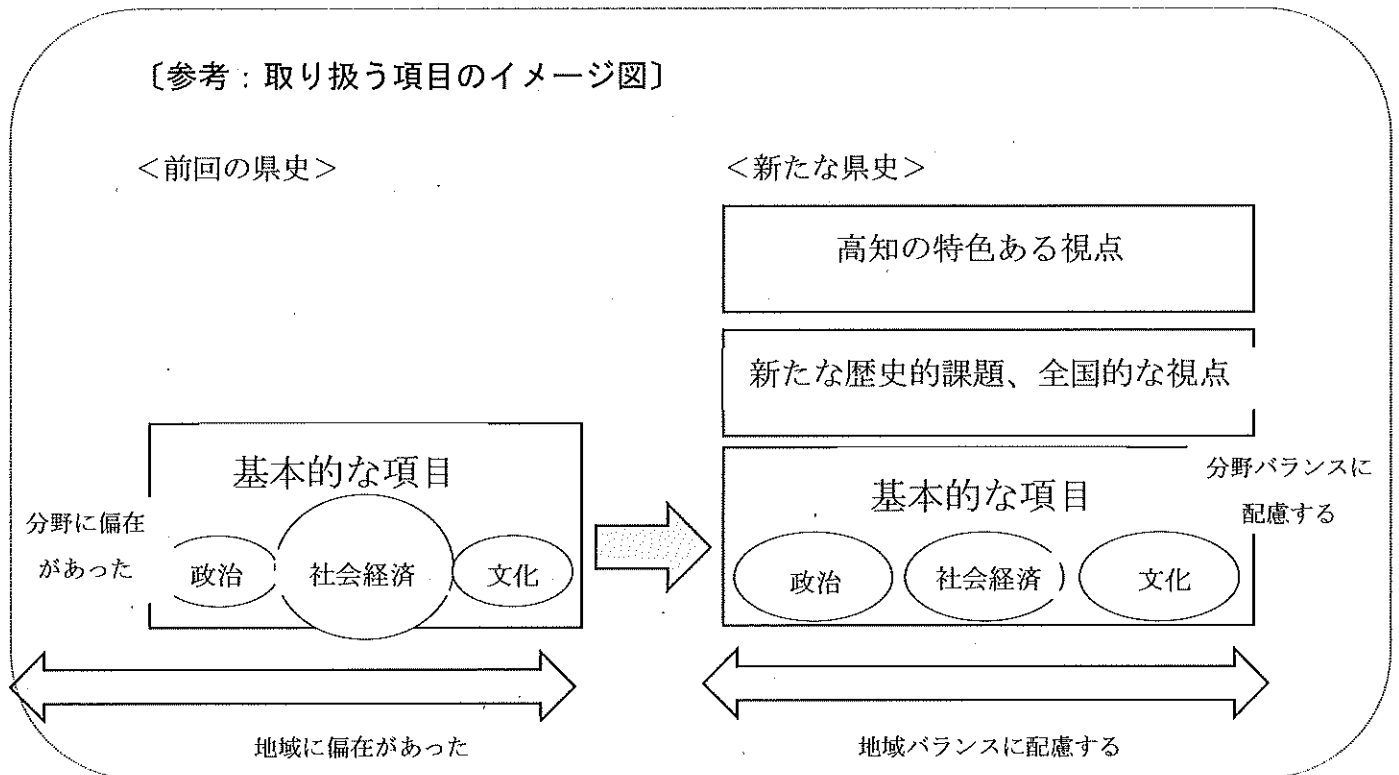 〔参考：取り扱う項目のイメージ図〕
＜前回の県史＞
基本的な項目
分野に偏在
があった
政治
社会経済
文化
地域に偏在があった
＜新たな県史＞
高知の特色ある視点
新たな歴史的課題、全国的な視点
基本的な項目
分野バランスに
配慮する
政治
社会経済
文化
地域バランスに配慮する